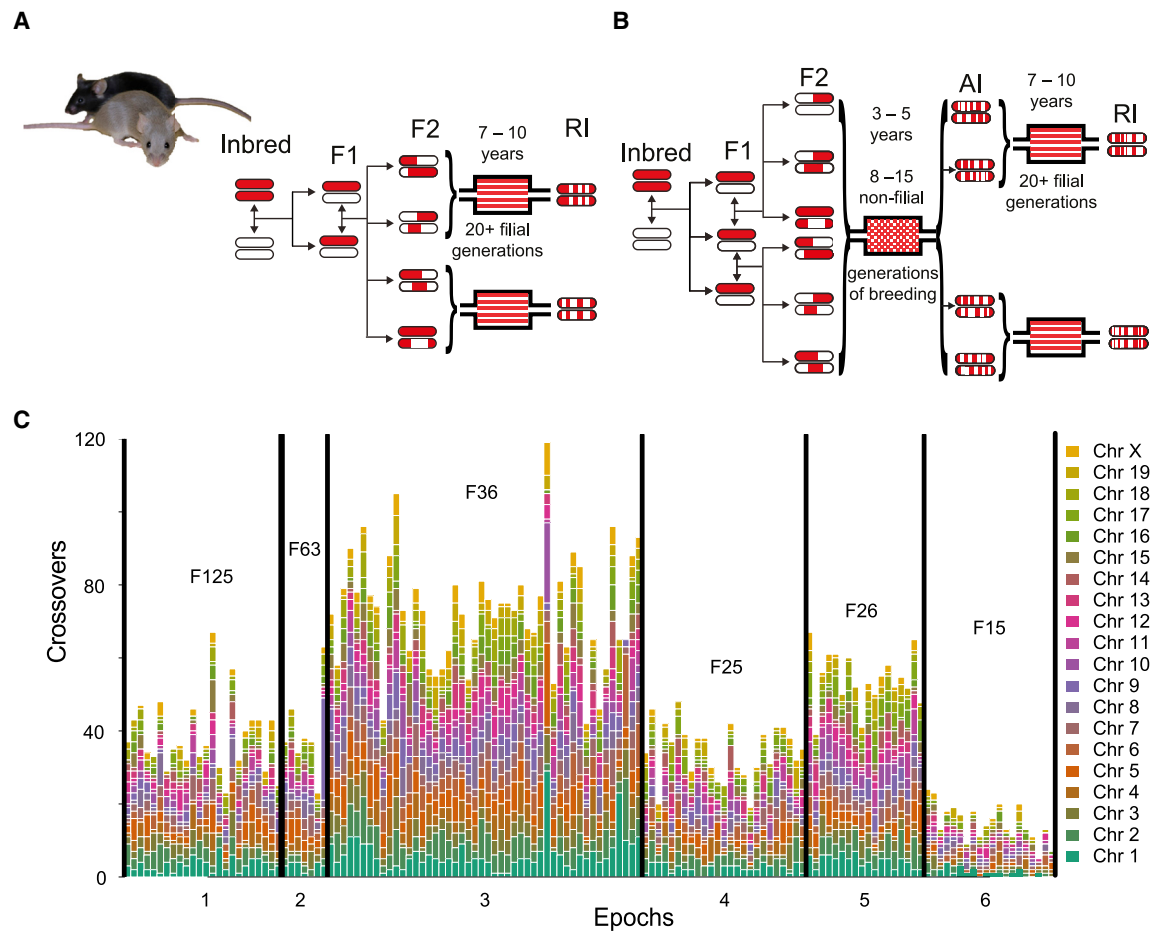 A
Inbred
F1
F2
7 – 10
years
20+ filial
generations
RI
B
Inbred
F1
F2
3 – 5
years
8 –15
non-filial
generations
of breeding
AI
7 – 10
years
20+ filial
generations
RI
C
Crossovers
120
80
40
0
F125
F63
F36
F25
F26
F15
1
2
3
4
5
6
Epochs
Chr X
Chr 19
Chr 18
Chr 17
Chr 16
Chr 15
Chr 14
Chr 13
Chr 12
Chr 11
Chr 10
Chr 9
Chr 8
Chr 7
Chr 6
Chr 5
Chr 4
Chr 3
Chr 2
Chr 1